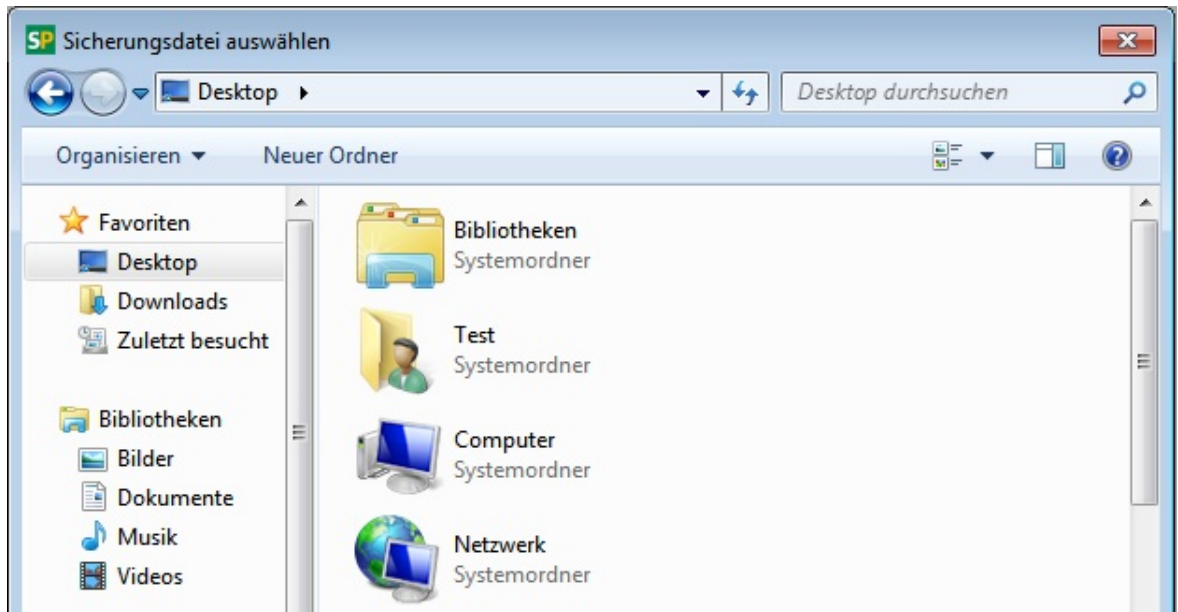 SP Sicherungsdatei auswählen
Desktop
Desktop durchsuchen
Organisieren
Neuer Ordner
Favoriten
Desktop
Downloads
Zuletzt besucht
Bibliotheken
Bilder
Dokumente
Musik
Videos
Bibliotheken
Systemordner
Test
Systemordner
Computer
Systemordner
Netzwerk
Systemordner